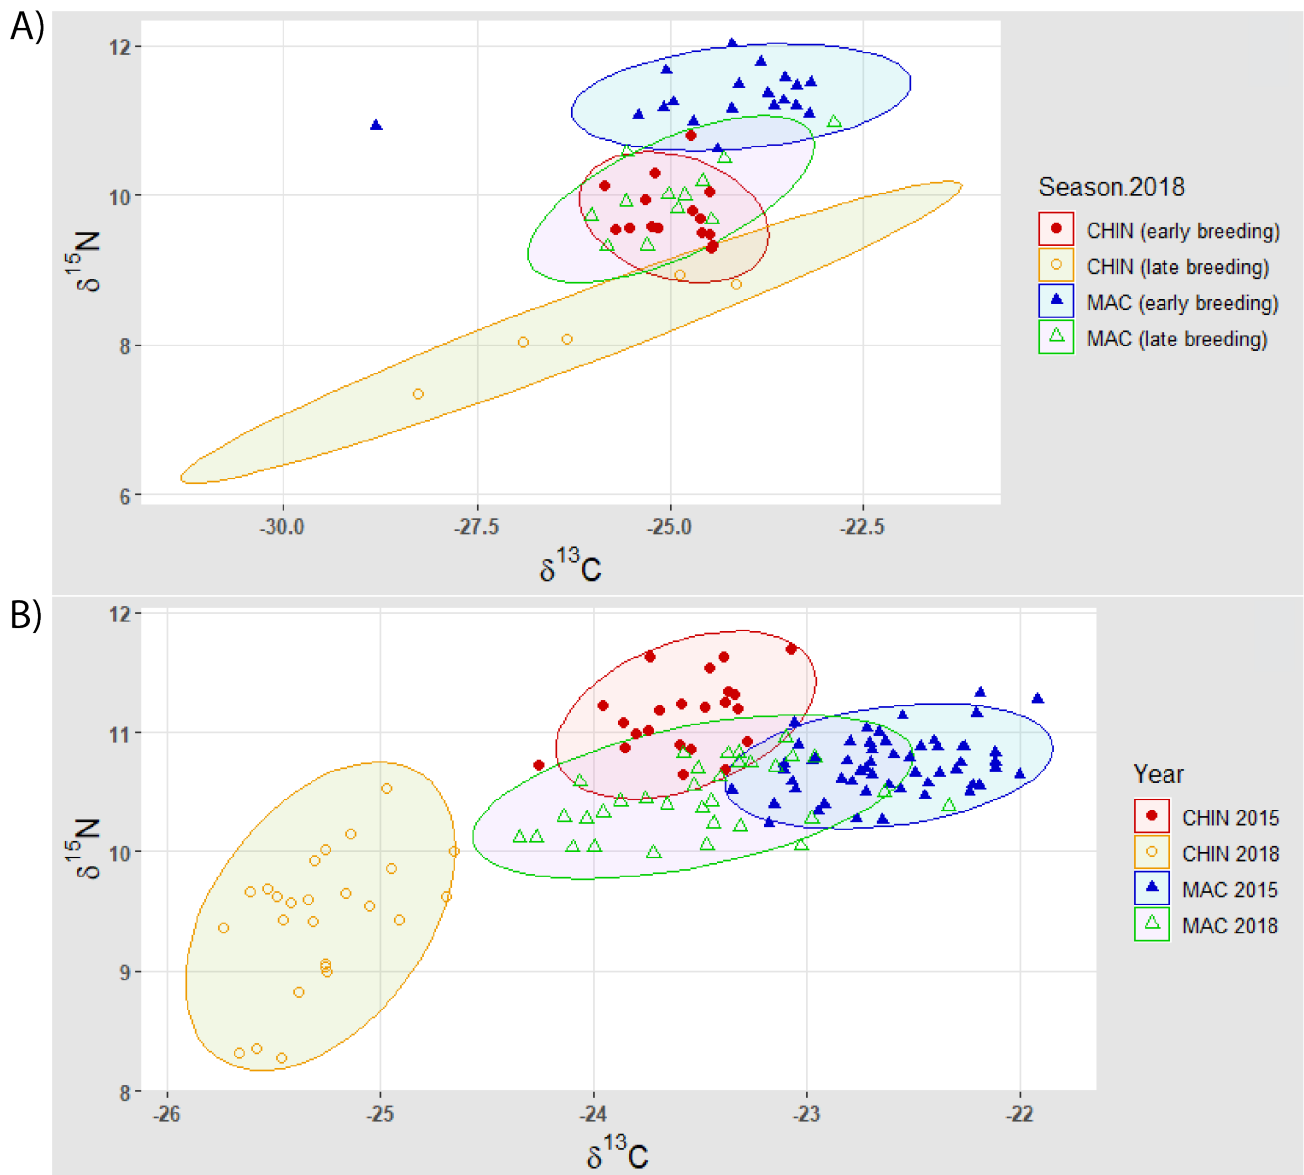 A)
12
10
8
6
δ15N
-30.0
-27.5
-25.0
-22.5
δ13C
Season.2018
CHIN (early breeding)
CHIN (late breeding)
MAC (early breeding)
MAC (late breeding)
B)
12
11
10
9
8
δ15N
-26
-25
-24
-23
-22
δ13C
Year
CHIN 2015
CHIN 2018
MAC 2015
MAC 2018